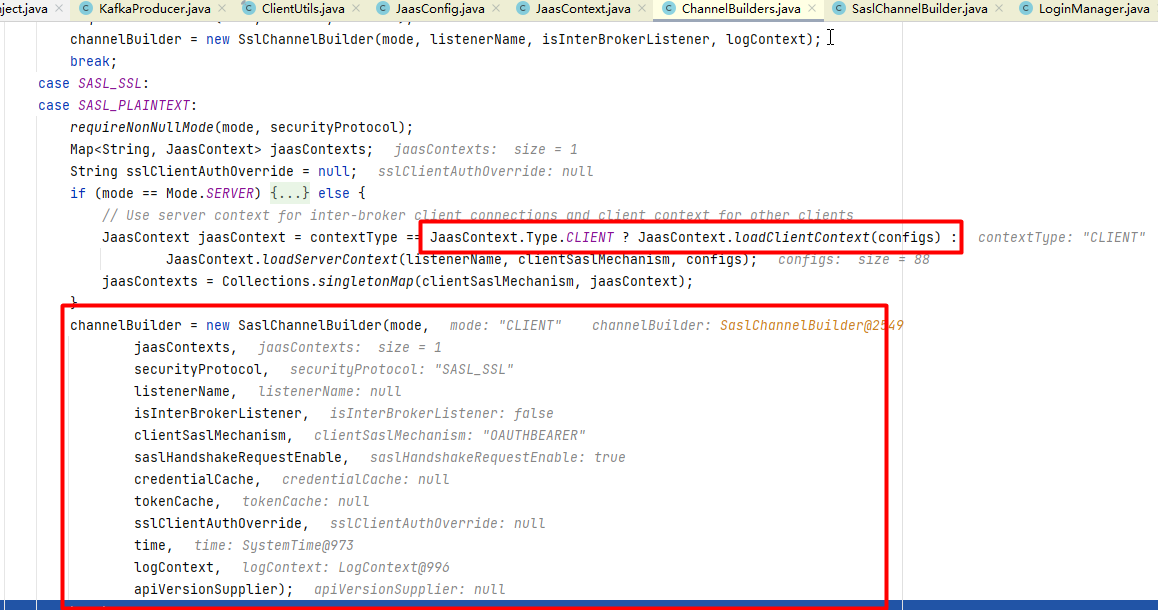 ject.java × KafkaProducer.java × ClientUtils.java × JaasConfig.java × JaasContext.java × ChannelBuilders.java × SaslChannelBuilder.java × LoginManager.java
channelBuilder = new SslChannelBuilder(mode, listenerName, isInterBrokerListener, logContext);
break;
case SASL_SSL:
case SASL_PLAINTEXT:
requireNonNullMode(mode, securityProtocol);
Map<String, JaasContext> jaasContexts; jaasContexts: size = 1
String sslClientAuthOverride = null; sslClientAuthOverride: null
if (mode == Mode.SERVER) {...} else {
// Use server context for inter-broker client connections and client context for other clients
JaasContext jaasContext = contextType == JaasContext.Type.CLIENT ? JaasContext.loadClientContext(configs) : contextType: "CLIENT"
JaasContext.loadServerContext(listenerName, clientSaslMechanism, configs); configs: size = 88
jaasContexts = Collections.singletonMap(clientSaslMechanism, jaasContext);
}
channelBuilder = new SaslChannelBuilder(mode, mode: "CLIENT" channelBuilder: SaslChannelBuilder@2549
jaasContexts, jaasContexts: size = 1
securityProtocol, securityProtocol: "SASL_SSL"
listenerName, listenerName: null
isInterBrokerListener, isInterBrokerListener: false
clientSaslMechanism, clientSaslMechanism: "OAUTHBEARER"
saslHandshakeRequestEnable, saslHandshakeRequestEnable: true
credentialCache, credentialCache: null
tokenCache, tokenCache: null
sslClientAuthOverride, sslClientAuthOverride: null
time, time: SystemTime@973
logContext, logContext: LogContext@996
apiVersionSupplier); apiVersionSupplier: null